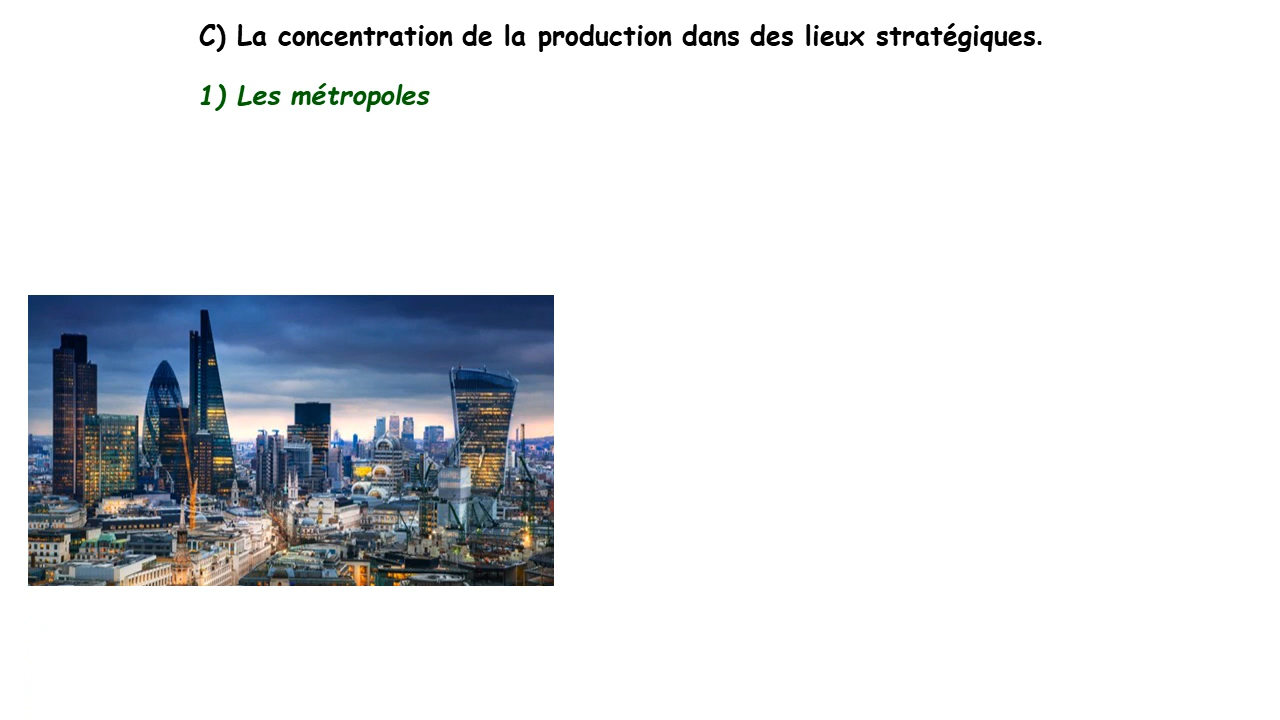 C) La concentration de la production dans des lieux stratégiques.
1) Les métropoles